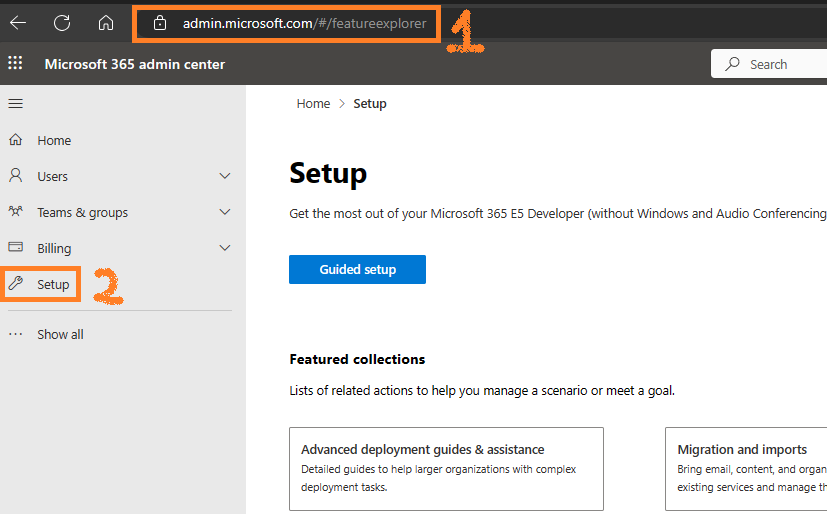 admin.microsoft.com/#/featureexplorer
1
Microsoft 365 admin center
Search
Home > Setup
Home
Users
Teams & groups
Billing
Setup
2
Show all
Setup
Get the most out of your Microsoft 365 E5 Developer (without Windows and Audio Conferencing
Guided setup
Featured collections
Lists of related actions to help you manage a scenario or meet a goal.
Advanced deployment guides & assistance
Detailed guides to help larger organizations with complex
deployment tasks.
Migration and imports
Bring email, content, and
existing services and manage